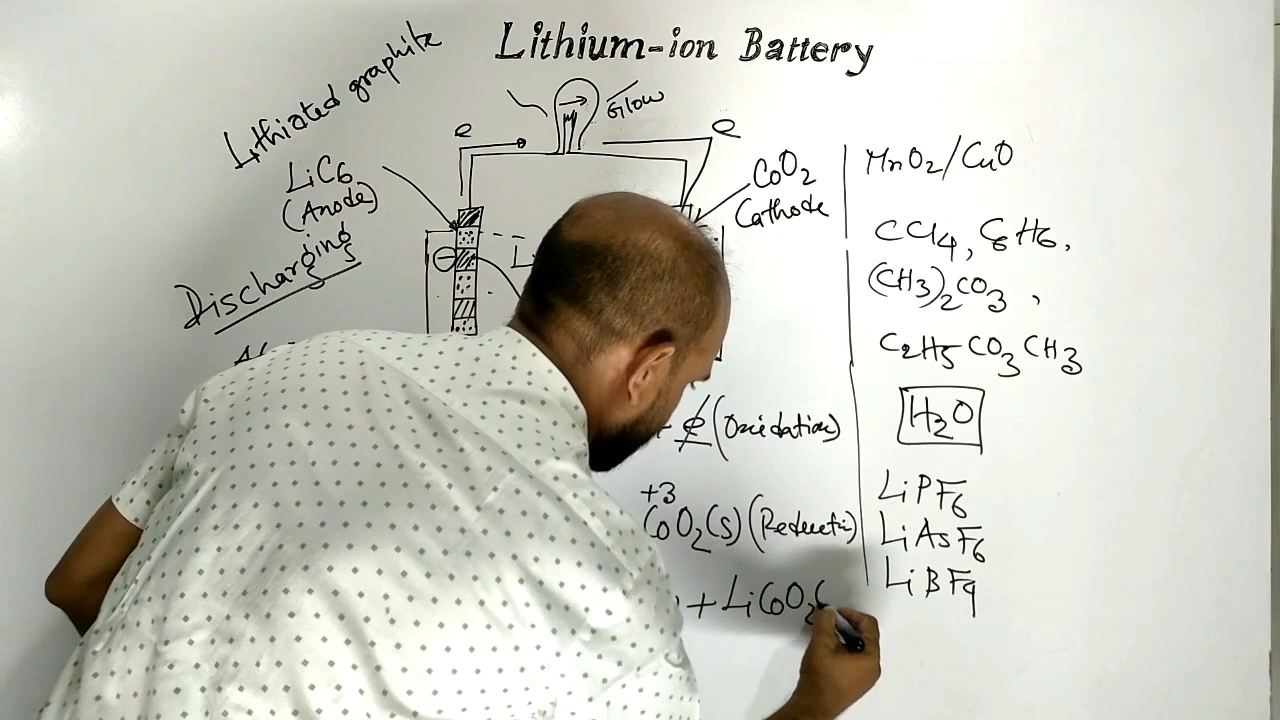 Lithium-ion Battery
Lithiated graphite
Glow
e
e
LiC6
(Anode)
CoO2
Cathode
Discharging
+ e (Oxidation)
+3
CoO2(s) (Reductin)
+ LiCoO2(
MnO2/CuO
CCl4, C6H6,
(CH3)2CO3,
C2H5CO3CH3
H2O
LiPF6
LiAsF6
LiBF4